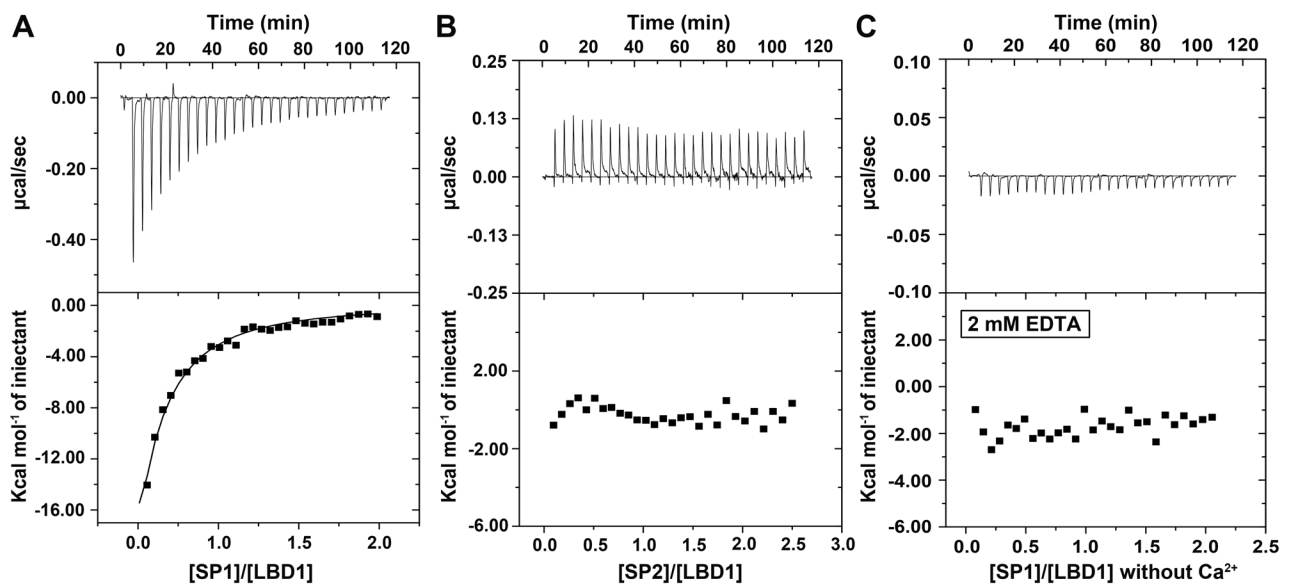 A
Time (min)
0 20 40 60 80 100 120
0.00
-0.20
-0.40
µcal/sec
0.00
-4.00
-8.00
-12.00
-16.00
Kcal mol-1 of iniectant
0.0 0.5 1.0 1.5 2.0
[SP1]/[LBD1]
B
Time (min)
0 20 40 60 80 100 120
0.25
0.13
0.00
-0.13
-0.25
µcal/sec
2.00
-2.00
-6.00
Kcal mol-1 of iniectant
0.0 0.5 1.0 1.5 2.0 2.5 3.0
[SP2]/[LBD1]
C
Time (min)
0 20 40 60 80 100 120
0.10
0.05
0.00
-0.05
-0.10
µcal/sec
2 mM EDTA
2.00
0.00
-2.00
-4.00
-6.00
Kcal mol-1 of iniectant
0.0 0.5 1.0 1.5 2.0 2.5
[SP1]/[LBD1] without Ca2+